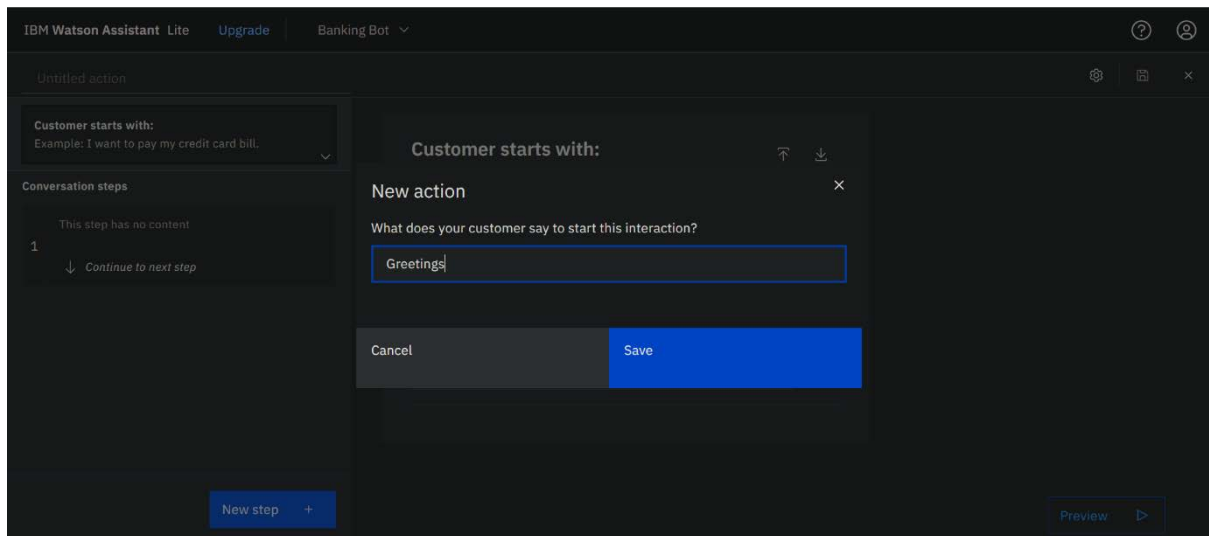 IBM Watson Assistant Lite Upgrade Banking Bot
Untitled action
Customer starts with:
Example: I want to pay my credit card bill.
Conversation steps
This step has no content
1
Continue to next step
New step +
Customer starts with:
New action
What does your customer say to start this interaction?
Greetings
Cancel Save
Preview